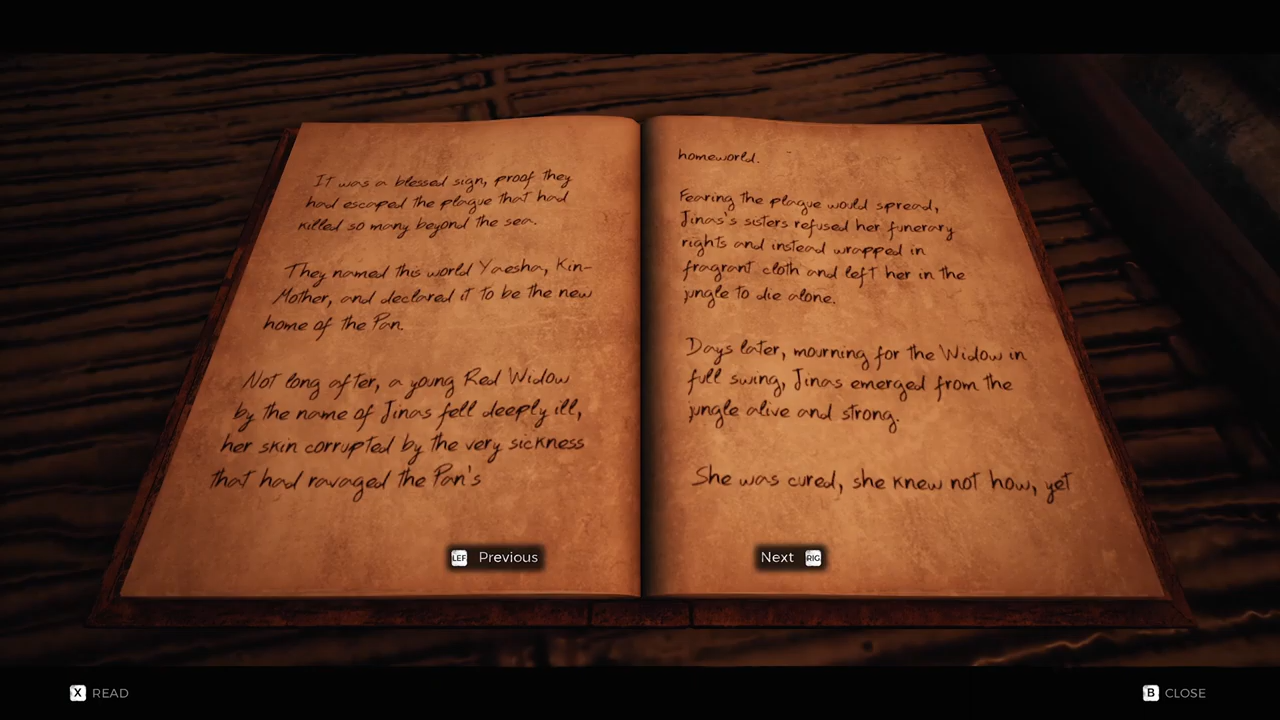 It was a blessed sign, proof they
had escaped the plague that had
killed so many beyond the sea.
They named this world Yaesha, Kin-
Mother, and declared it to be the new
home of the Pan.
Not long after, a young Red Widow
by the name of Jinas fell deeply ill,
her skin corrupted by the very sickness
that had ravaged the Pan's
homeworld.
Fearing the plague would spread,
Jinas's sisters refused her funerary
rights and instead wrapped in
fragrant cloth and left her in the
jungle to die alone.
Days later, mourning for the Widow in
full swing, Jinas emerged from the
jungle alive and strong.
She was cured, she knew not how, yet
LEF Previous
Next RIG
X READ
B CLOSE